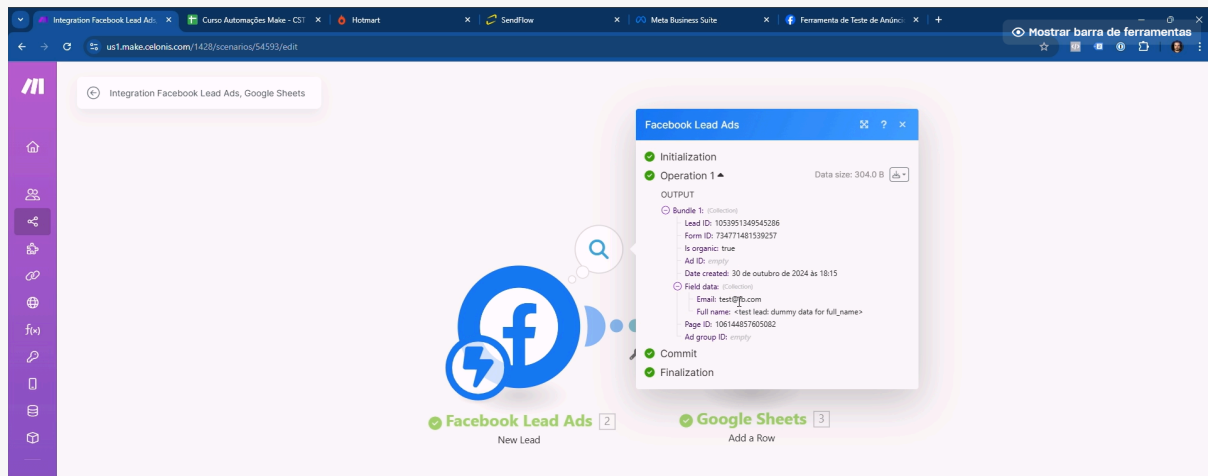 Integration Facebook Lead Ads,
Curso Automações Make - CST
Hotmart
SendFlow
Meta Business Suite
Ferramenta de Teste de Anúnc
Mostrar barra de ferramentas
us1.make.celonis.com/1428/scenarios/54593/edit
Integration Facebook Lead Ads, Google Sheets
Facebook Lead Ads
Initialization
Operation 1
Data size: 304.0 B
OUTPUT
Bundle 1: (Collection)
Lead ID: 1053951349545286
Form ID: 734771481539257
Is organic: true
Ad ID: empty
Date created: 30 de outubro de 2024 às 18:15
Field data: (Collection)
Email: test@fb.com
Full name: <test lead: dummy data for full_name>
Page ID: 106144857605082
Ad group ID: empty
Commit
Finalization
Facebook Lead Ads 2
New Lead
Google Sheets 3
Add a Row